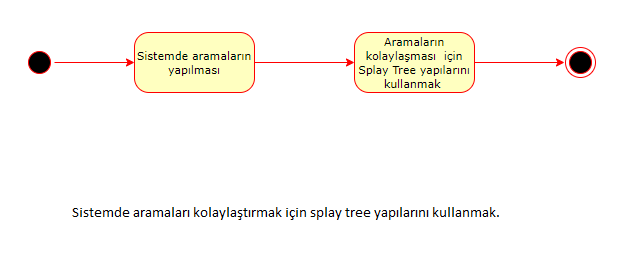 Sistemde aramaların
yapılması
Aramaların
kolaylaşması için
Splay Tree yapılarını
kullanmak
Sistemde aramaları kolaylaştırmak için splay tree yapılarını kullanmak.